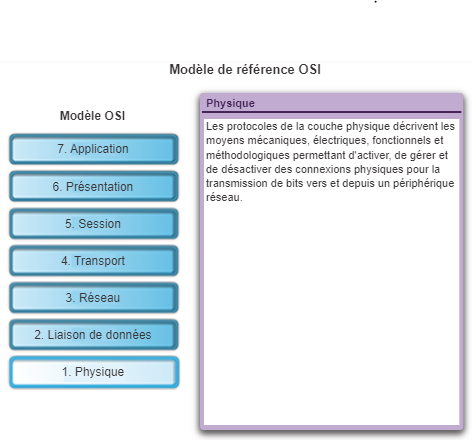 Modèle de référence OSI
Modèle OSI
7. Application
6. Présentation
5. Session
4. Transport
3. Réseau
2. Liaison de données
1. Physique
Physique
Les protocoles de la couche physique décrivent les
moyens mécaniques, électriques, fonctionnels et
méthodologiques permettant d'activer, de gérer et
de désactiver des connexions physiques pour la
transmission de bits vers et depuis un périphérique
réseau.